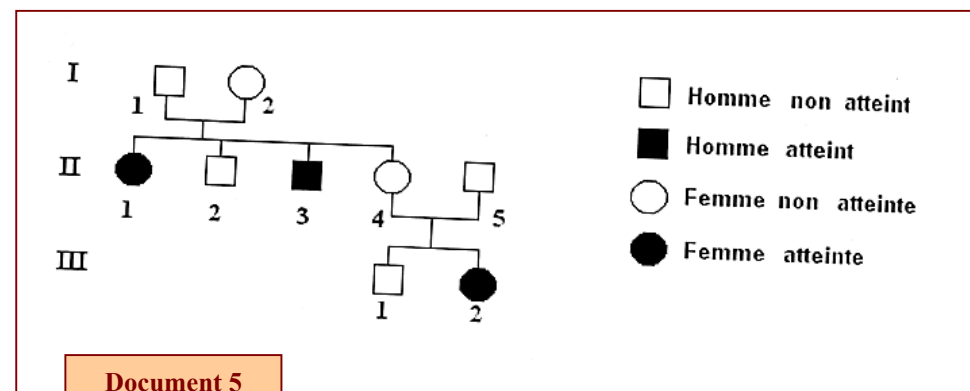 I
1 2
II
1 2 3 4 5
III
1 2
Homme non atteint
Homme atteint
Femme non atteinte
Femme atteinte
Document 5